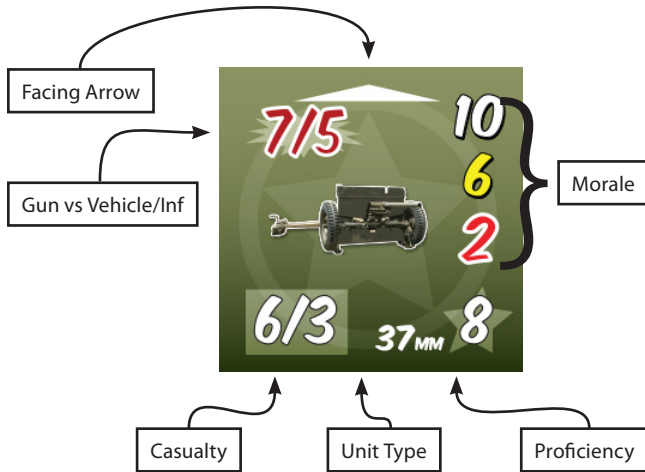 Facing Arrow
7/5
10
Gun vs Vehicle/Inf
6
Morale
2
6/3
37MM
8
Casualty
Unit Type
Proficiency